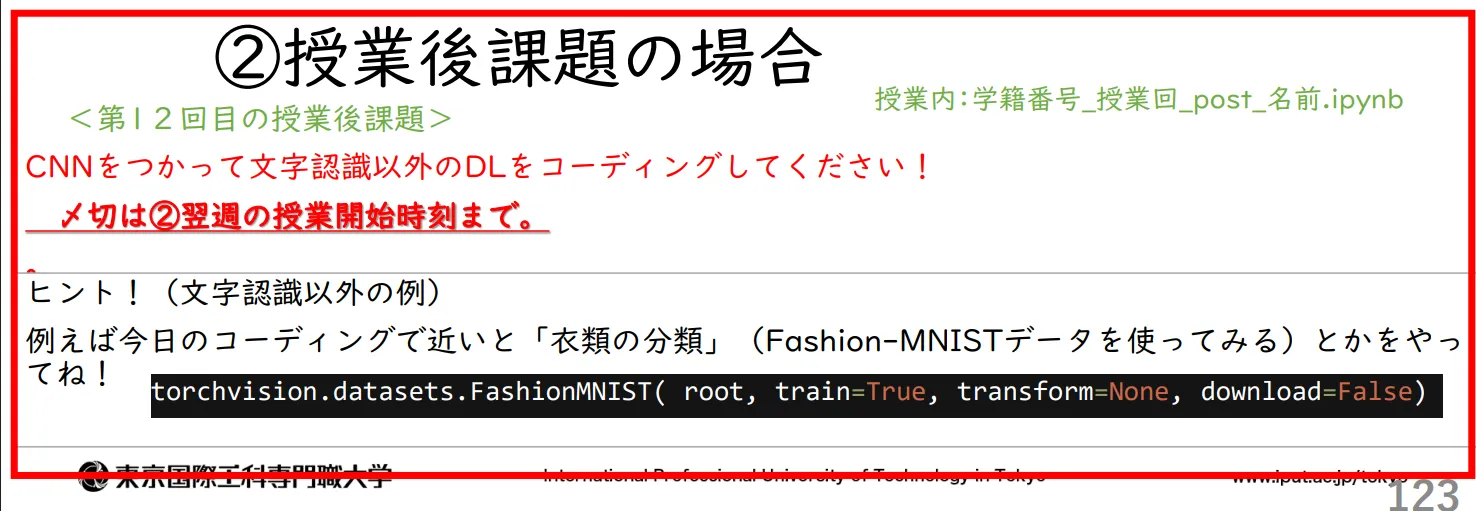 ②授業後課題の場合
＜第１２回目の授業後課題＞
授業内:学籍番号_授業回_post_名前.ipynb
CNNをつかって文字認識以外のDLをコーディングしてください！
〆切は②翌週の授業開始時刻まで。
。
ヒント！（文字認識以外の例）
例えば今日のコーディングで近いと「衣類の分類」（Fashion-MNISTデータを使ってみる）とかをやっ
てね！
torchvision.datasets.FashionMNIST( root, train=True, transform=None, download=False)
東京国際工科専門職大学
International Professional University of Technology in Tokyo
www.iput.ac.jp/tokyo
123